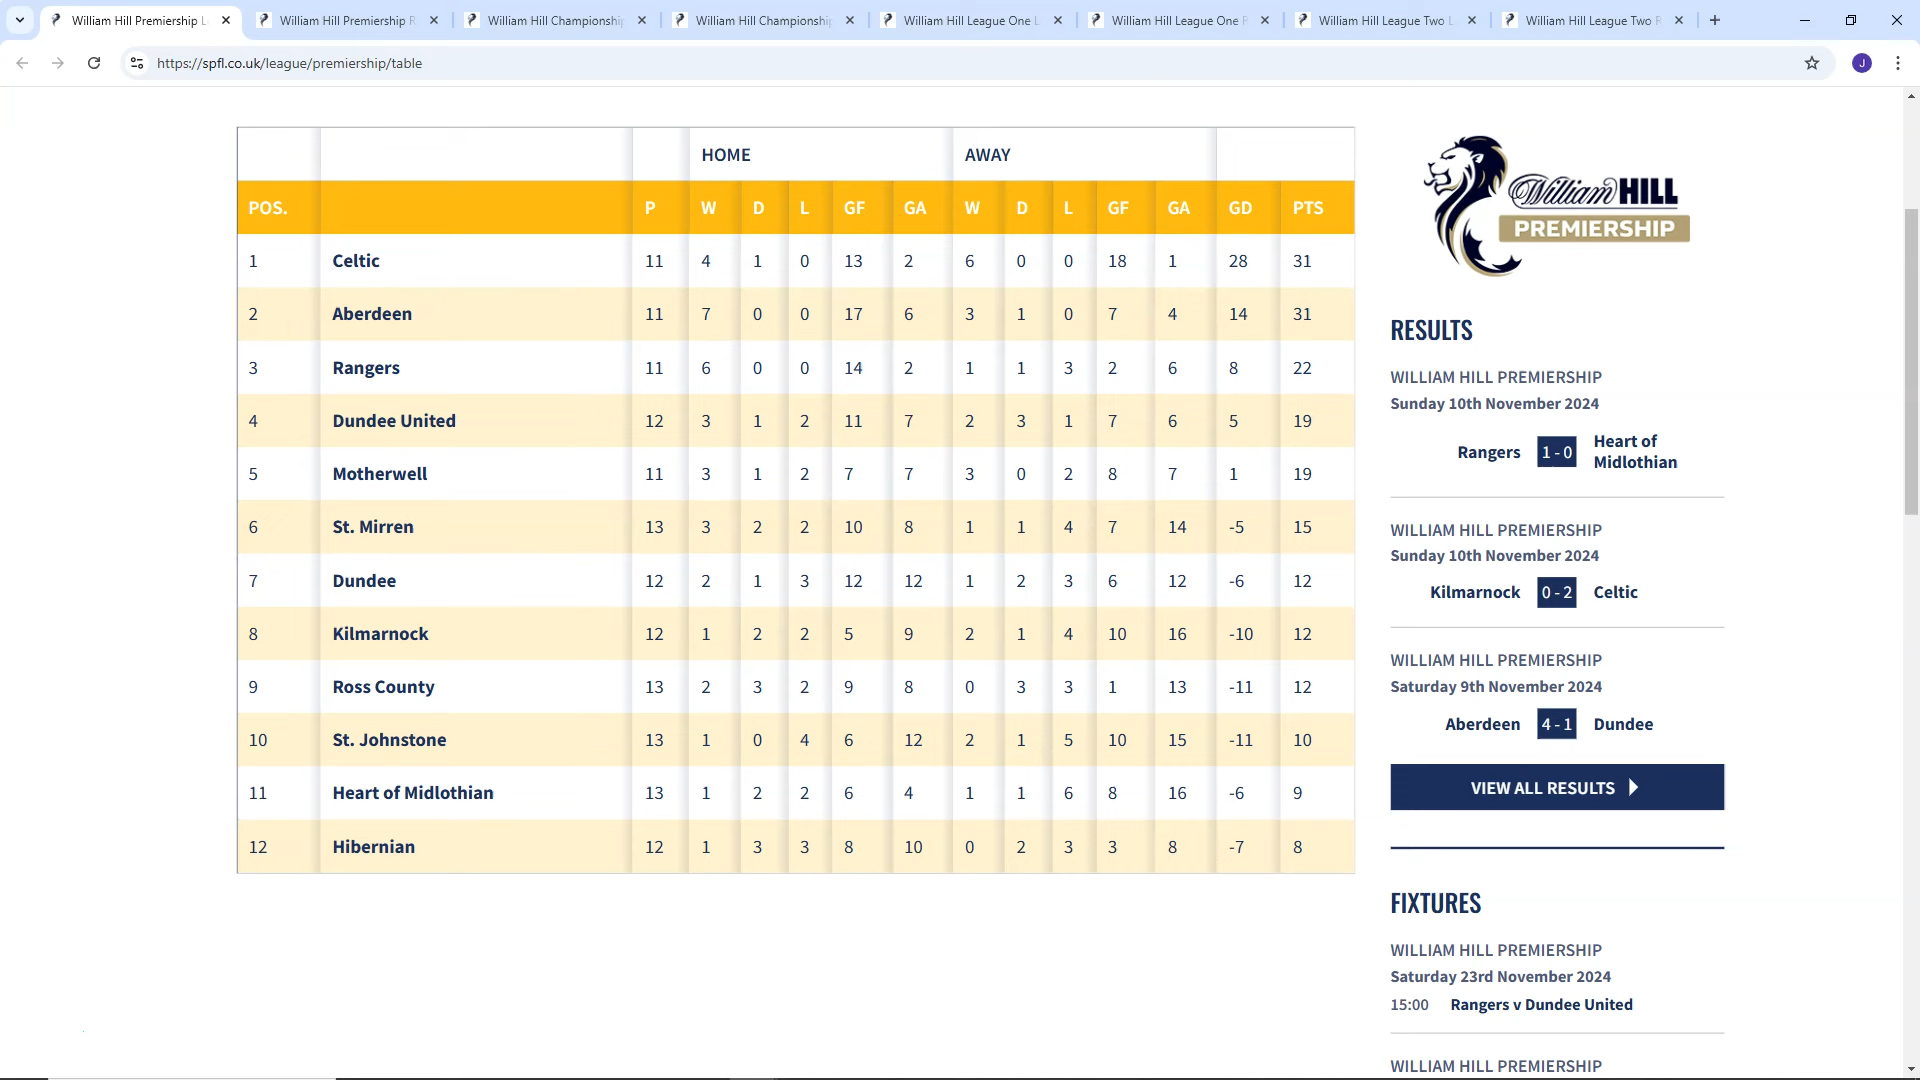 William Hill Premiership L
William Hill Premiership R
William Hill Championship
William Hill Championship
William Hill League One L
William Hill League One R
William Hill League Two L
William Hill League Two R
https://spfl.co.uk/league/premiership/table
J
HOME AWAY
POS. P W D L GF GA W D L GF GA GD PTS
1 Celtic 11 4 1 0 13 2 6 0 0 18 1 28 31
2 Aberdeen 11 7 0 0 17 6 3 1 0 7 4 14 31
3 Rangers 11 6 0 0 14 2 1 1 3 2 6 8 22
4 Dundee United 12 3 1 2 11 7 2 3 1 7 6 5 19
5 Motherwell 11 3 1 2 7 7 3 0 2 8 7 1 19
6 St. Mirren 13 3 2 2 10 8 1 1 4 7 14 -5 15
7 Dundee 12 2 1 3 12 12 1 2 3 6 12 -6 12
8 Kilmarnock 12 1 2 2 5 9 2 1 4 10 16 -10 12
9 Ross County 13 2 3 2 9 8 0 3 3 1 13 -11 12
10 St. Johnstone 13 1 0 4 6 12 2 1 5 10 15 -11 10
11 Heart of Midlothian 13 1 2 2 6 4 1 1 6 8 16 -6 9
12 Hibernian 12 1 3 3 8 10 0 2 3 3 8 -7 8
William HILL
PREMIERSHIP
RESULTS
WILLIAM HILL PREMIERSHIP
Sunday 10th November 2024
Rangers 1 - 0 Heart of
Midlothian
WILLIAM HILL PREMIERSHIP
Sunday 10th November 2024
Kilmarnock 0 - 2 Celtic
WILLIAM HILL PREMIERSHIP
Saturday 9th November 2024
Aberdeen 4 - 1 Dundee
VIEW ALL RESULTS
FIXTURES
WILLIAM HILL PREMIERSHIP
Saturday 23rd November 2024
15:00 Rangers v Dundee United
WILLIAM HILL PREMIERSHIP